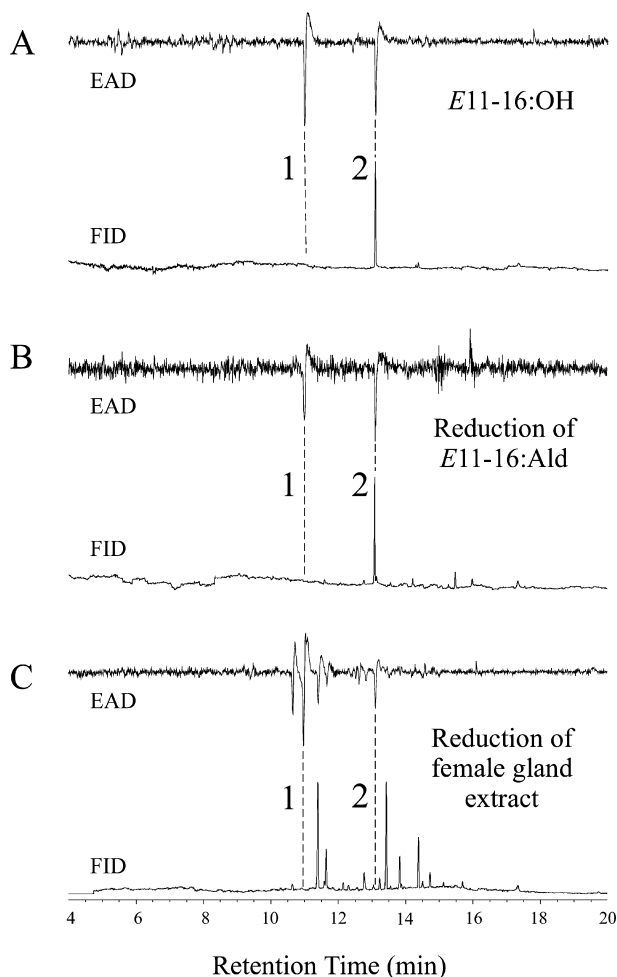 A
EAD
E11-16:OH
1
2
FID
B
EAD
Reduction of
E11-16:Ald
1
2
FID
C
EAD
Reduction of
female gland
extract
1
2
FID
4 6 8 10 12 14 16 18 20
Retention Time (min)